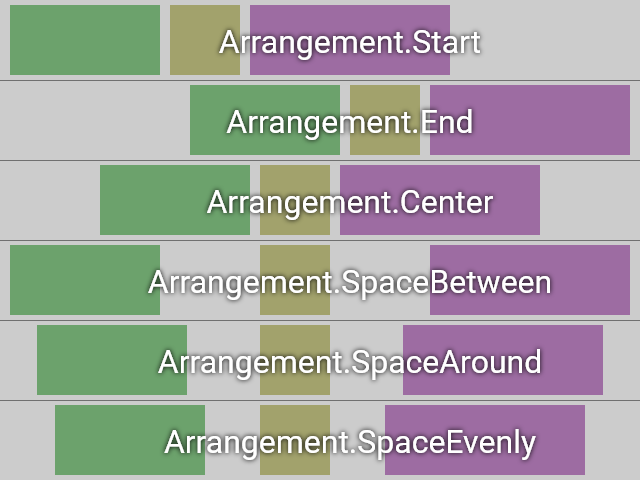 Arrangement.Start
Arrangement.End
Arrangement.Center
Arrangement.SpaceBetween
Arrangement.SpaceAround
Arrangement.SpaceEvenly